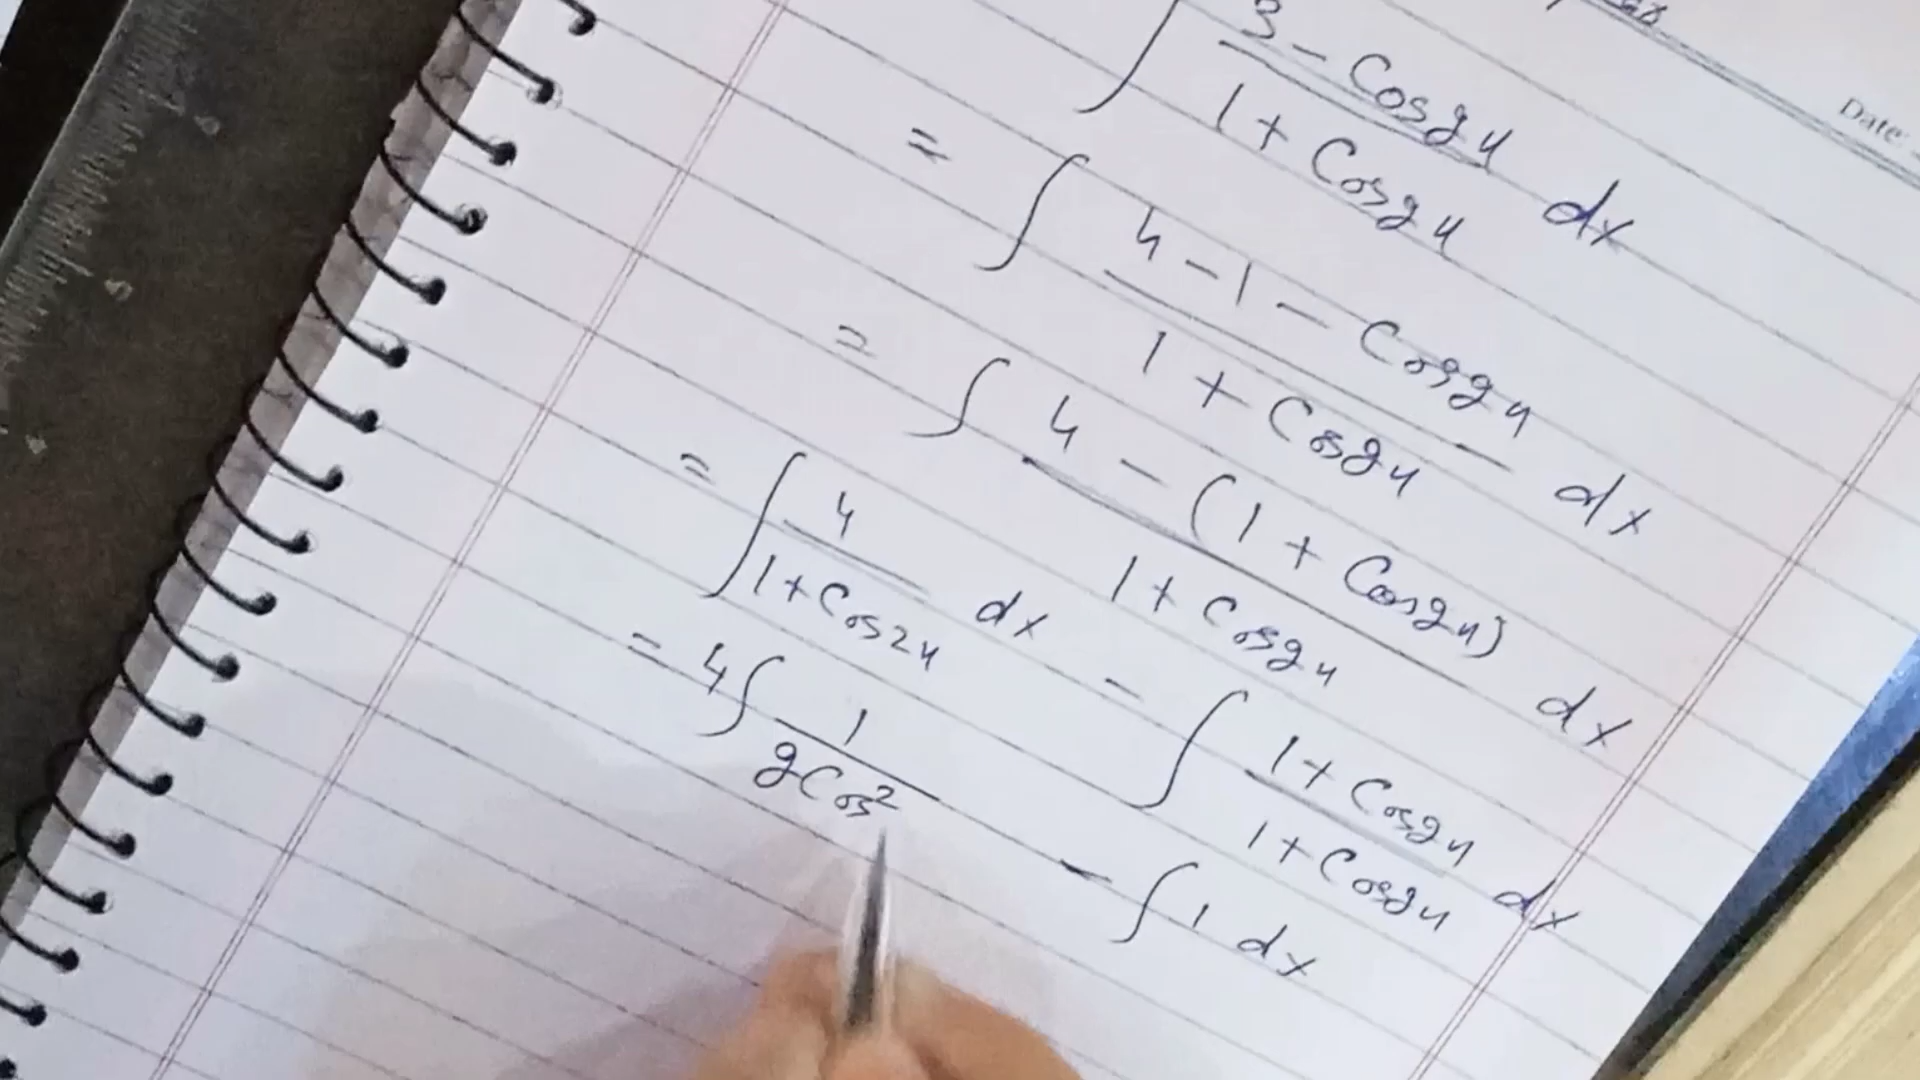 Date:
∫ (3 - Cos2x)/(1 + Cos2x) dx
= ∫ (4 - 1 - Cos2x)/(1 + Cos2x) dx
= ∫ (4 - (1 + Cos2x))/(1 + Cos2x) dx
= ∫ 4/(1 + Cos2x) dx - ∫ (1 + Cos2x)/(1 + Cos2x) dx
= 4∫ 1/(2Cos² - ∫ 1 dx